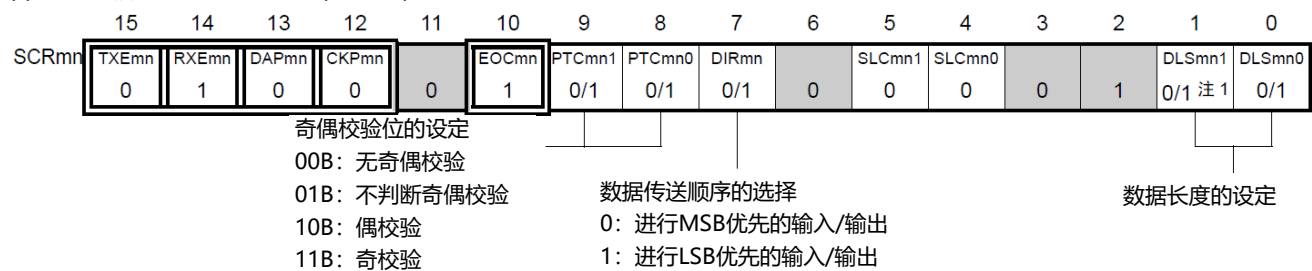 15 14 13 12 11 10 9 8 7 6 5 4 3 2 1 0
SCRmn TXEmn RXEmn DAPmn CKPmn EOCmn PTCmn1 PTCmn0 DIRmn SLCmn1 SLCmn0 DLSmn1 DLSmn0
0 1 0 0 0 1 0/1 0/1 0/1 0 0 0 0 1 0/1 注 1 0/1
奇偶校验位的设定
00B：无奇偶校验
01B：不判断奇偶校验
10B：偶校验
11B：奇校验
数据传送顺序的选择
0：进行MSB优先的输入/输出
1：进行LSB优先的输入/输出
数据长度的设定